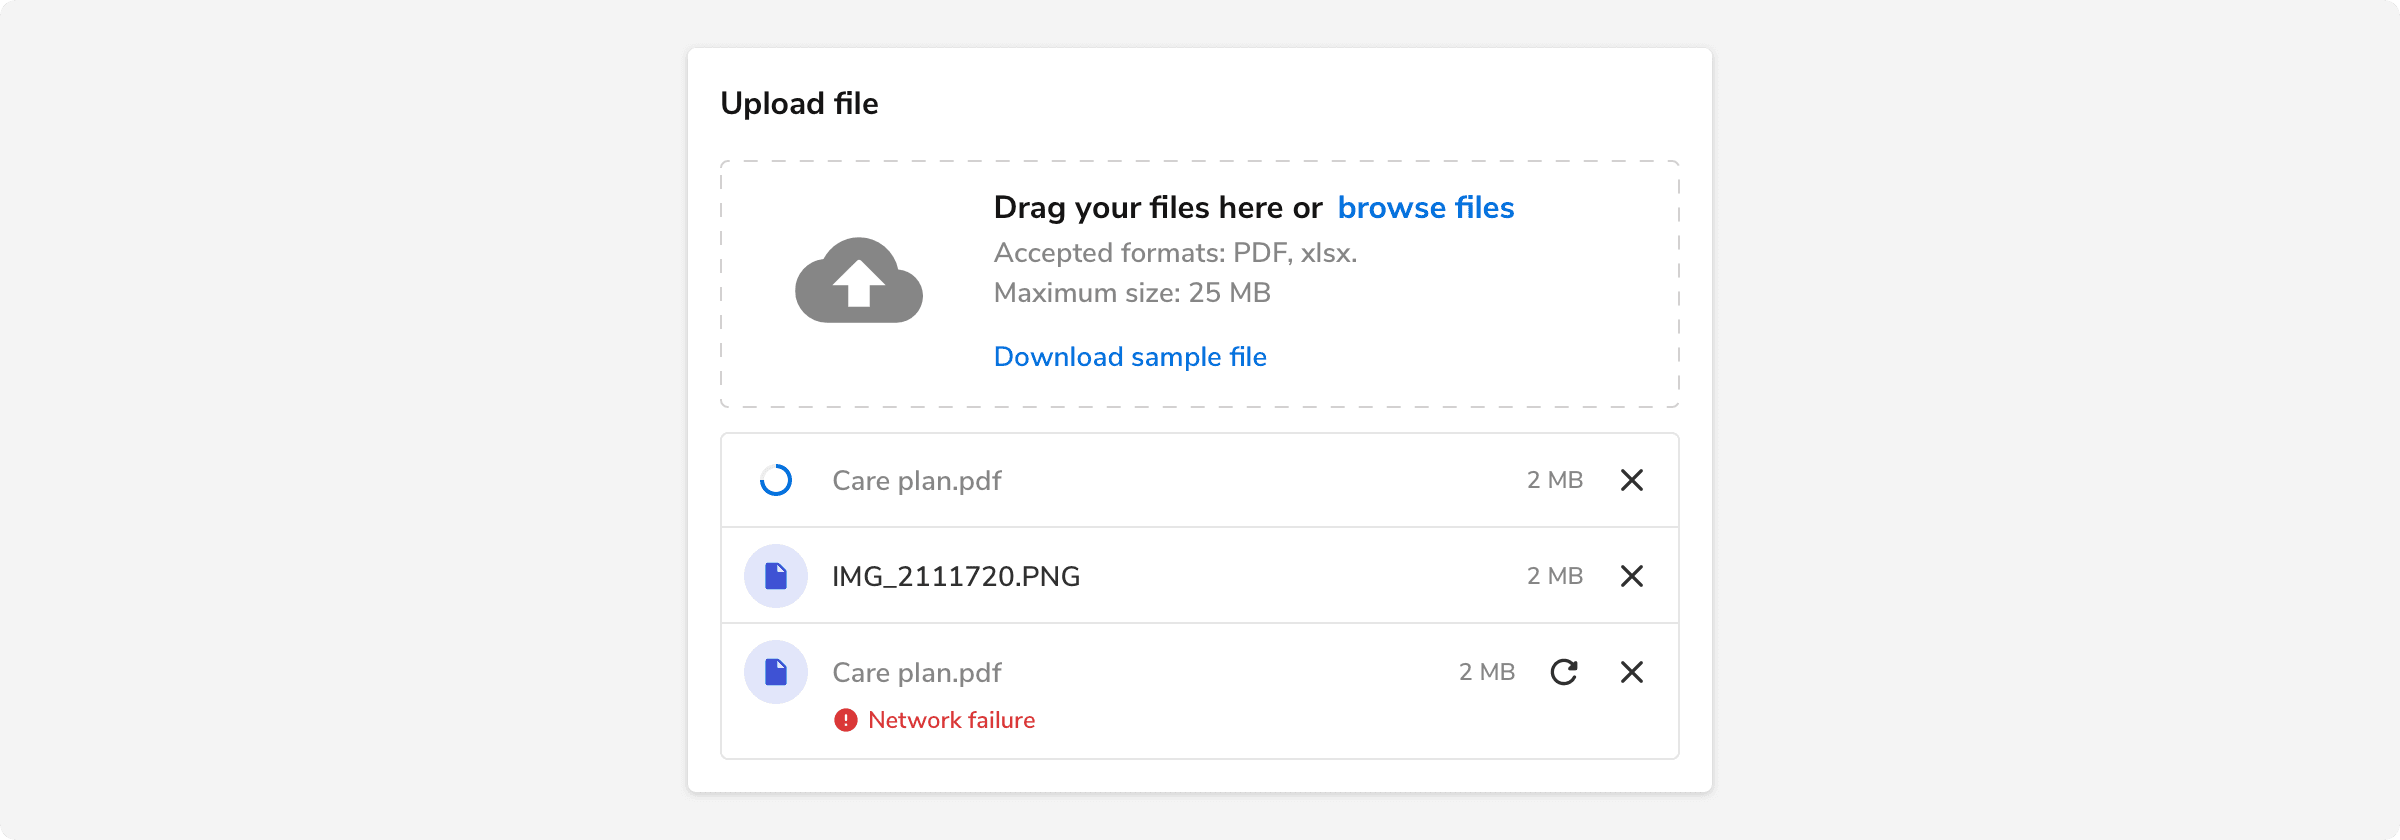 Upload file
Drag your files here or browse files
Accepted formats: PDF, xlsx.
Maximum size: 25 MB
Download sample file
Care plan.pdf 2 MB
IMG_2111720.PNG 2 MB
Care plan.pdf 2 MB
Network failure